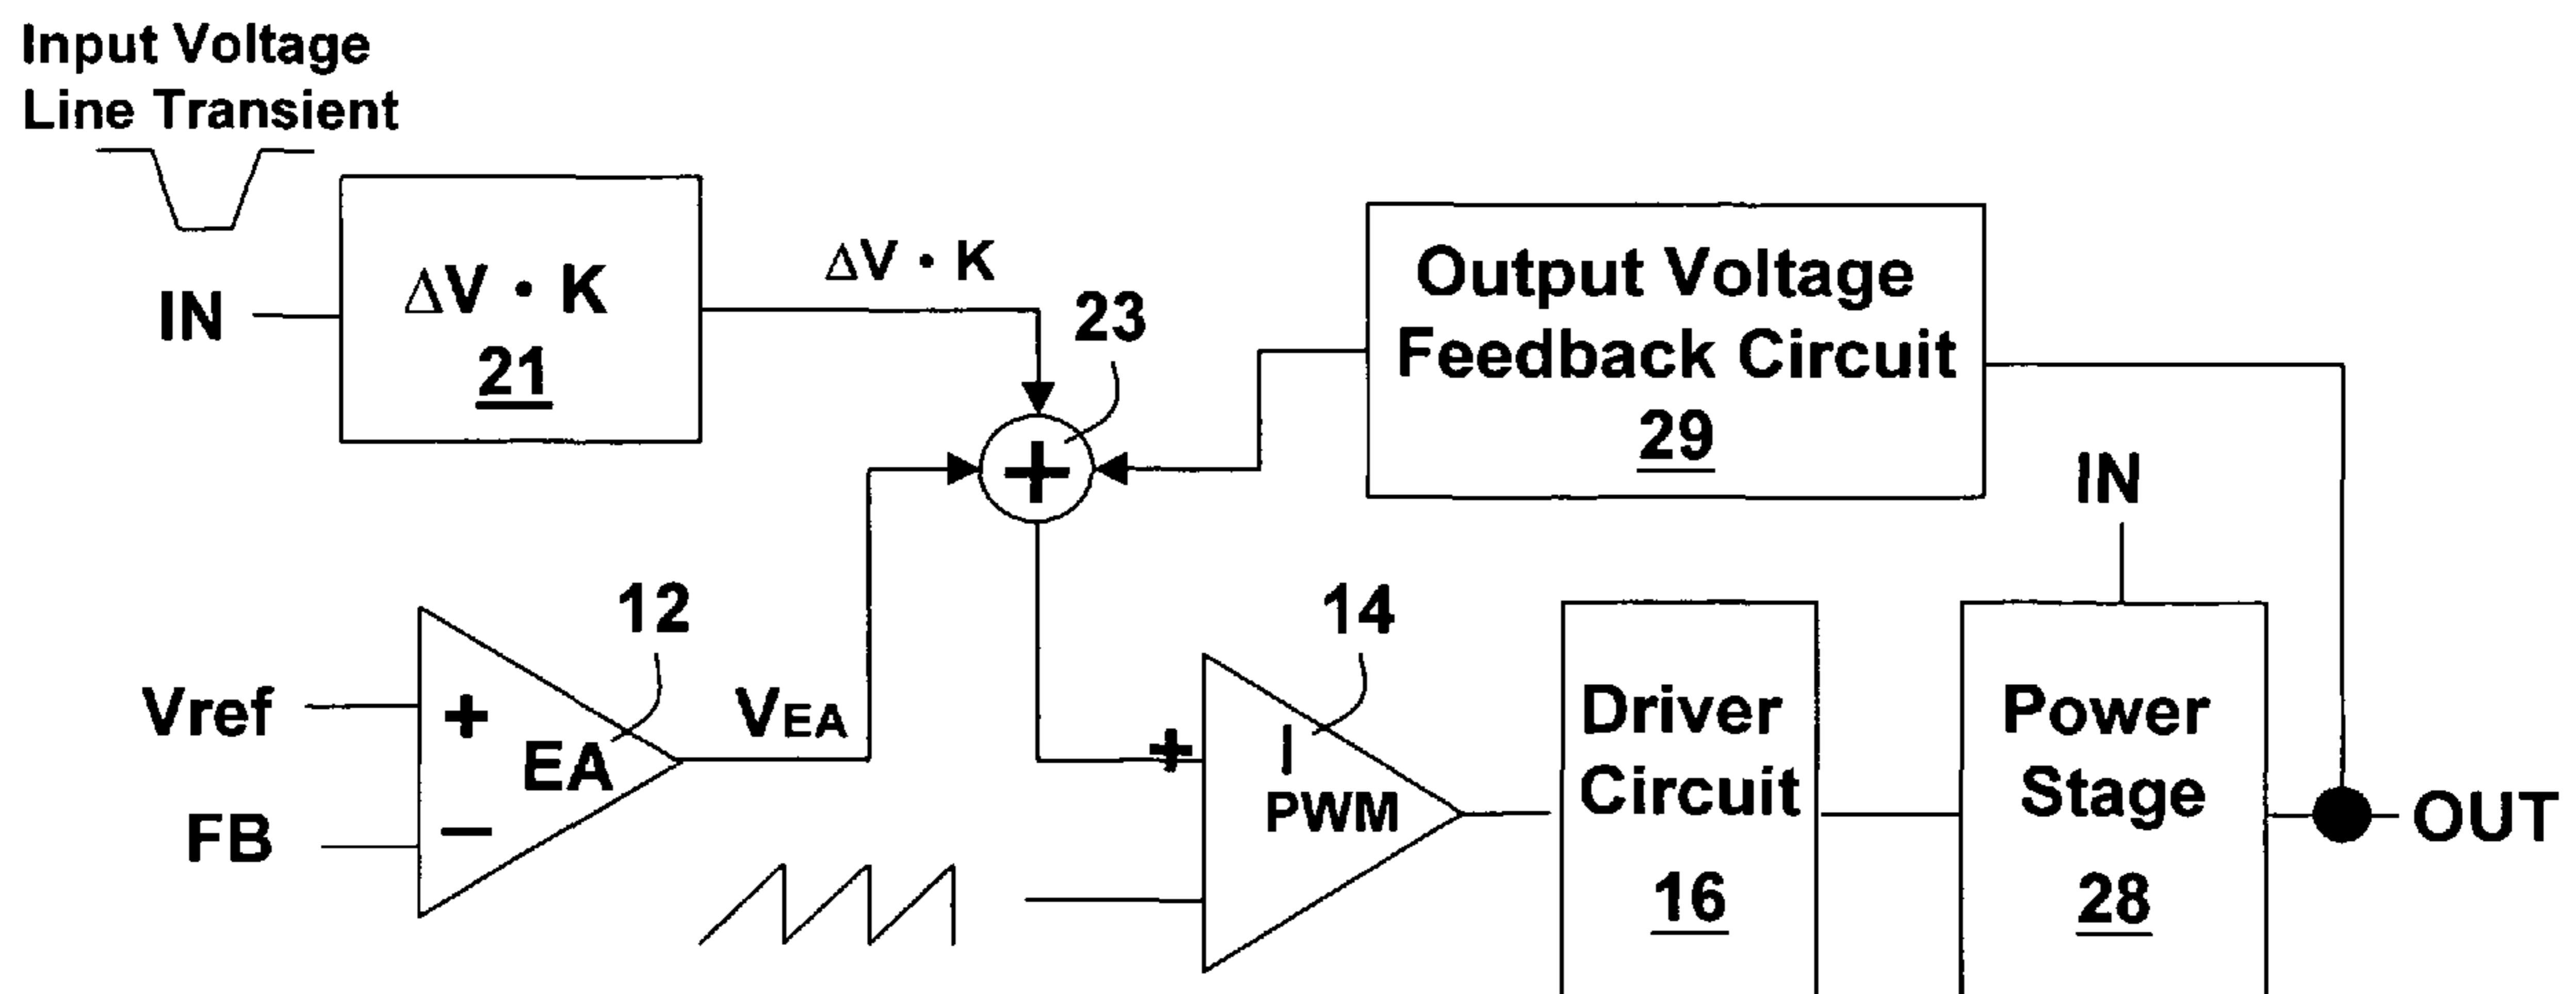 Input Voltage
Line Transient
IN
ΔV • K
21
ΔV • K
23
Output Voltage
Feedback Circuit
29
IN
Vref
FB
+
−
EA
12
VEA
+
14
PWM
Driver
Circuit
16
Power
Stage
28
OUT
+